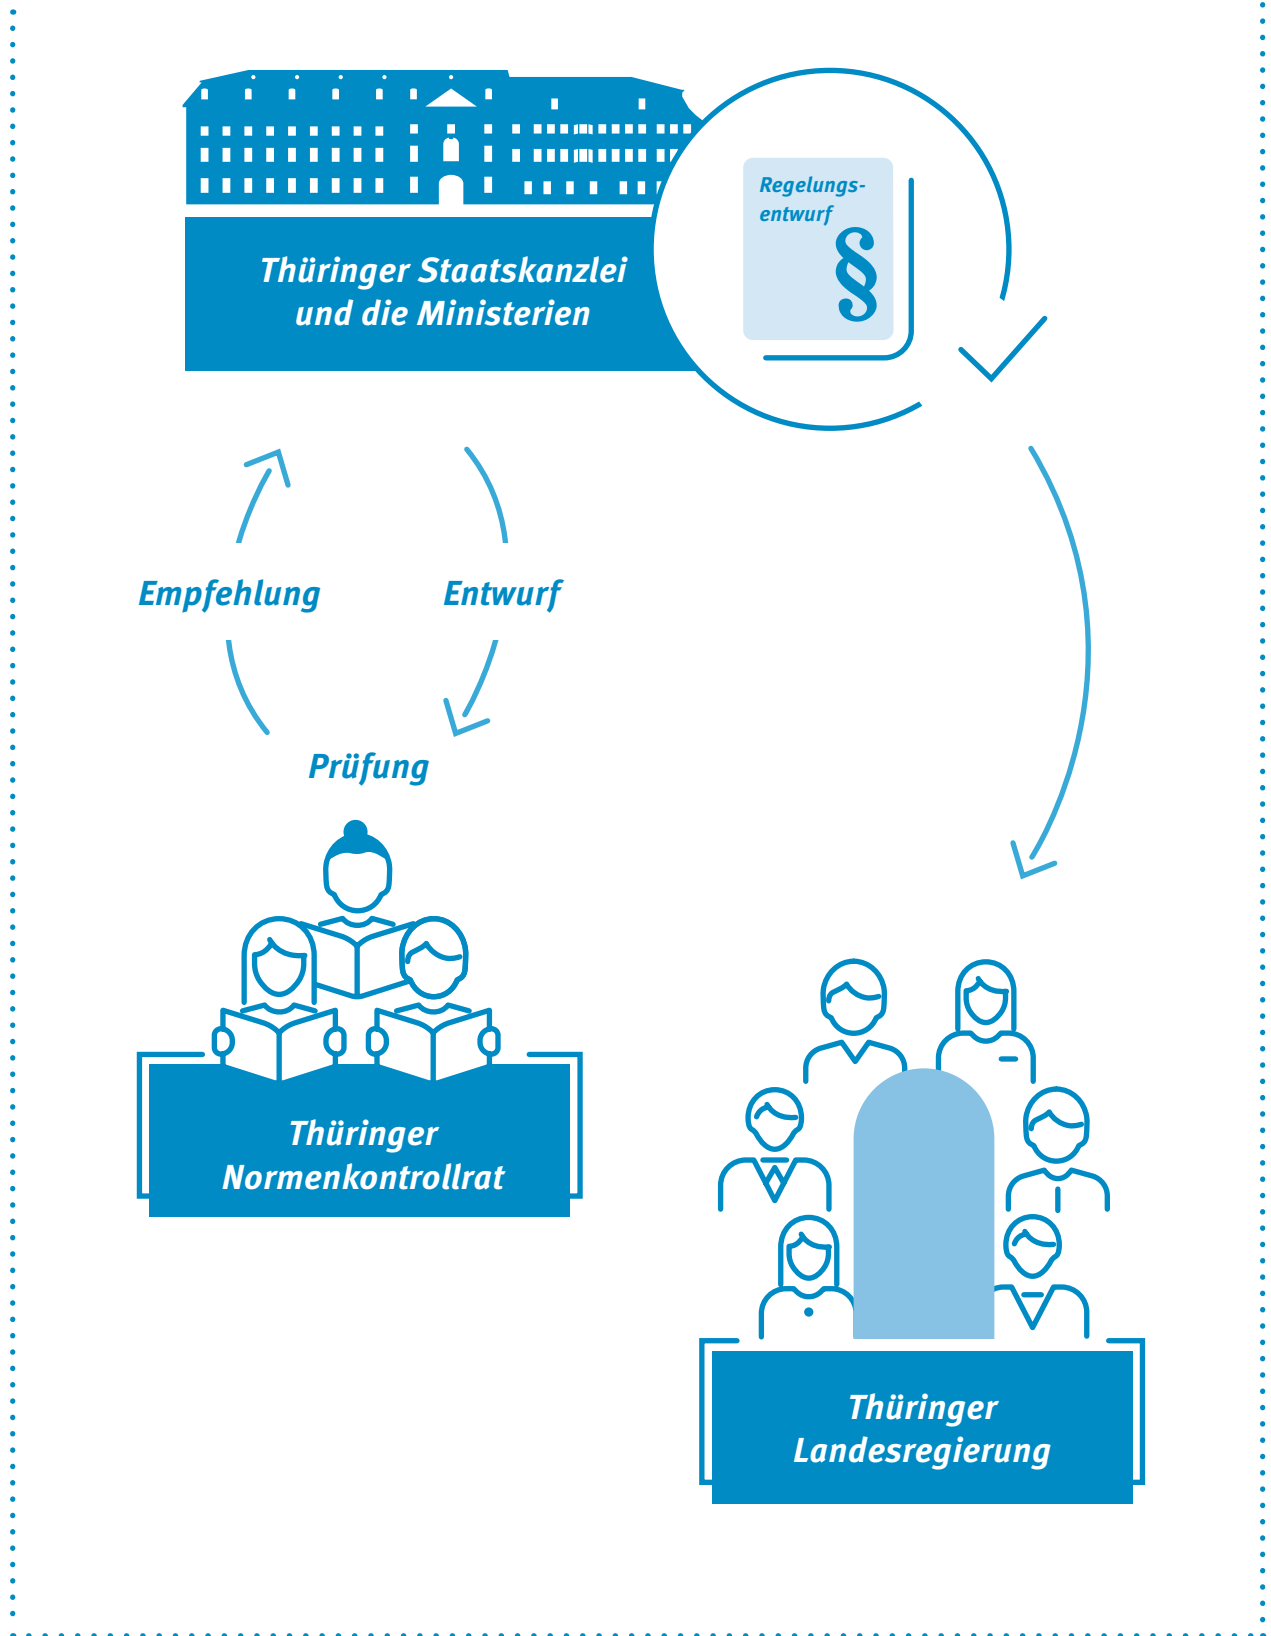 Regelungs-
entwurf
§
Thüringer Staatskanzlei
und die Ministerien
Empfehlung
Entwurf
Prüfung
Thüringer
Normenkontrollrat
Thüringer
Landesregierung